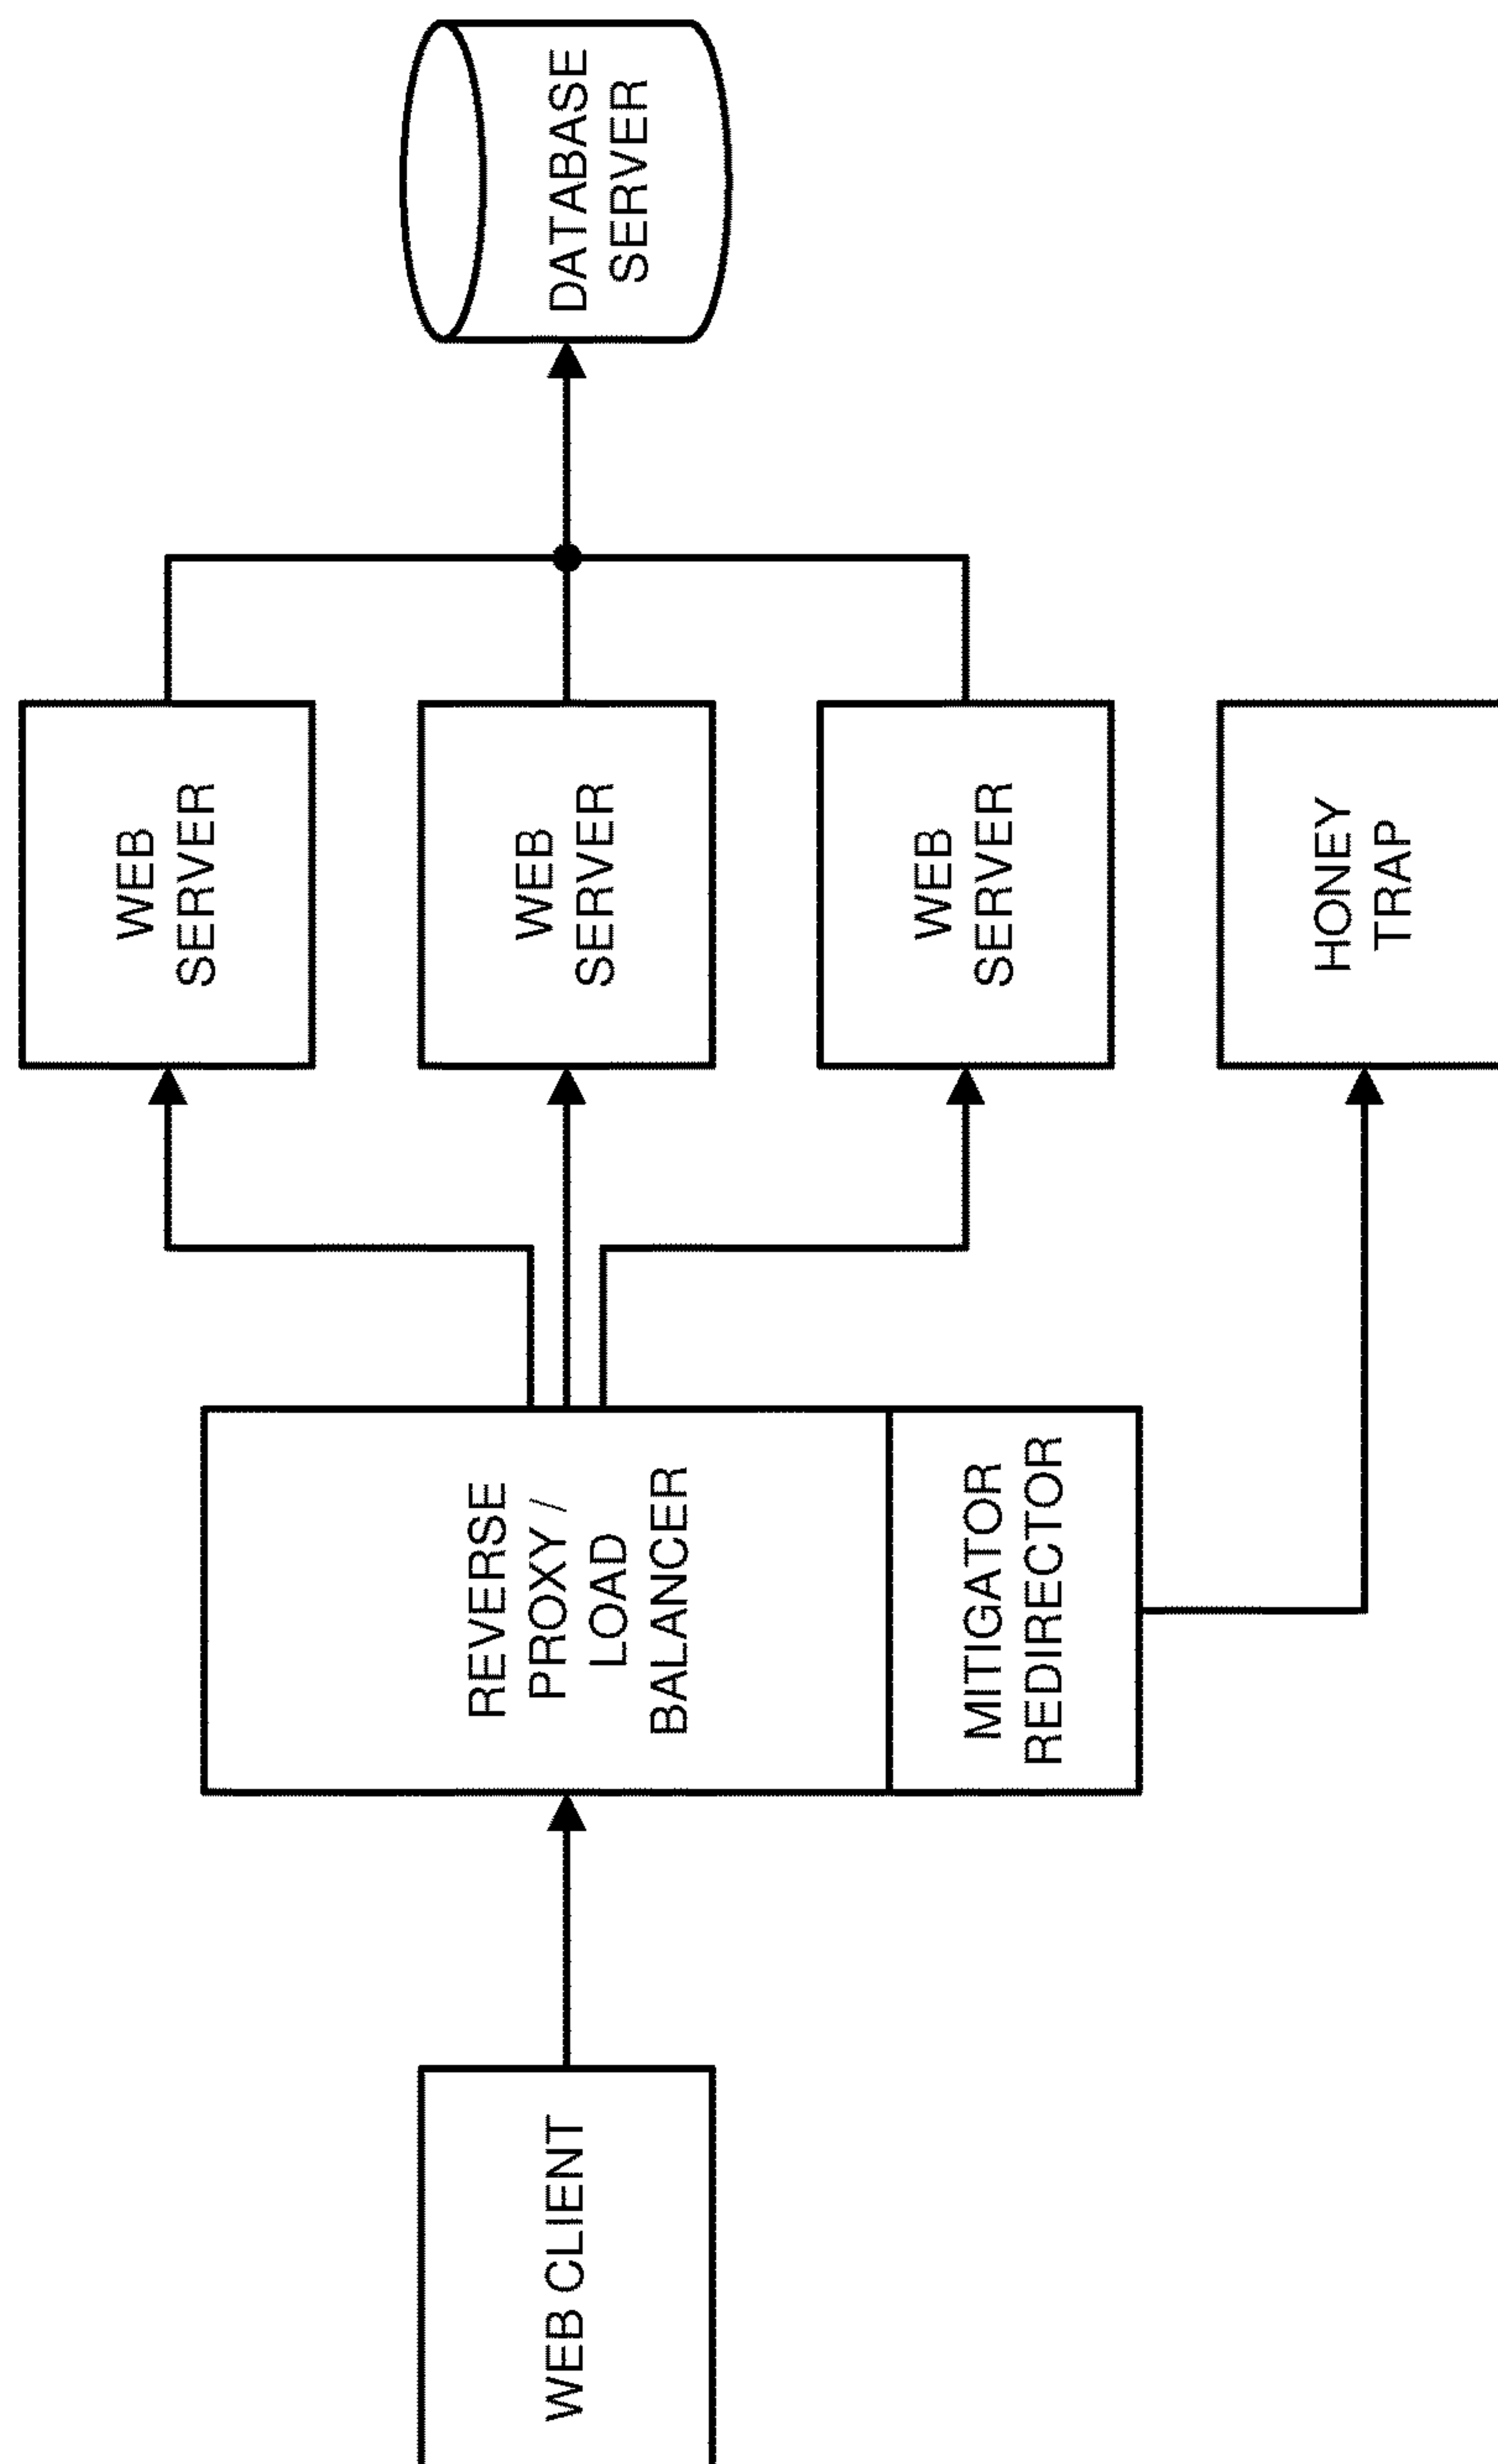 WEB CLIENT
REVERSE
PROXY /
LOAD
BALANCER
MITIGATOR
REDIRECTOR
WEB
SERVER
WEB
SERVER
WEB
SERVER
HONEY
TRAP
DATABASE
SERVER